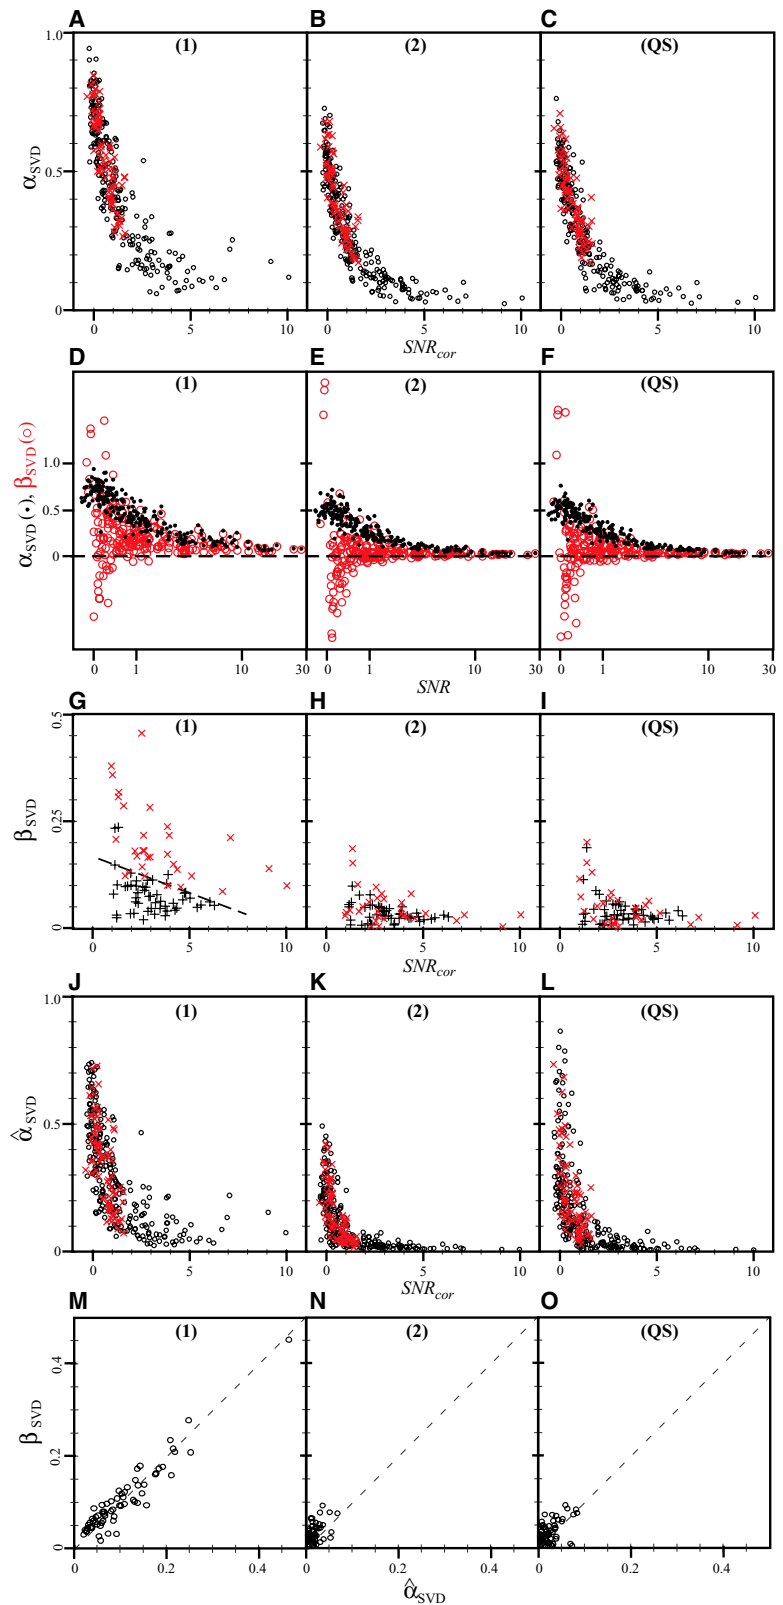 A B C
(1) (2) (QS)
1.0
0.5
0
αSVD
0 5 10 0 5 10 0 5 10
SNRcor
D E F
(1) (2) (QS)
1.0
0.5
0
αSVD(•), βSVD(○)
0 1 10 30 0 1 10 30 0 1 10 30
SNR
G H I
(1) (2) (QS)
0.5
0.25
0
βSVD
0 5 10 0 5 10 0 5 10
SNRcor
J K L
(1) (2) (QS)
1.0
0.5
0
α̂SVD
0 5 10 0 5 10 0 5 10
SNRcor
M N O
(1) (2) (QS)
0.4
0.2
0
βSVD
0 0.2 0.4 0 0.2 0.4 0 0.2 0.4
α̂SVD